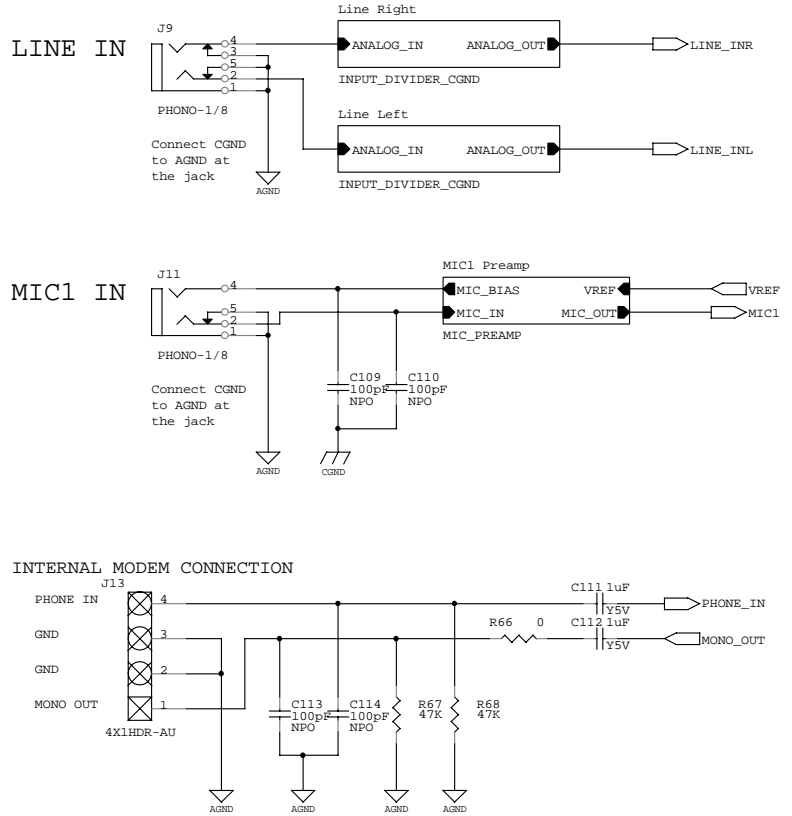 Line Right
LINE IN
J9
4
3
5
2
1
ANALOG_IN ANALOG_OUT
LINE_INR
INPUT_DIVIDER_CGND
PHONO-1/8
Line Left
Connect CGND
to AGND at
the jack
ANALOG_IN ANALOG_OUT
LINE_INL
INPUT_DIVIDER_CGND
AGND
MIC1 IN
J11
4
5
2
1
MIC1 Preamp
MIC_BIAS VREF
VREF
MIC_IN MIC_OUT
MIC1
MIC_PREAMP
PHONO-1/8
Connect CGND
to AGND at
the jack
C109
100pF
NPO
C110
100pF
NPO
AGND
CGND
INTERNAL MODEM CONNECTION
J13
PHONE IN 4
GND 3
GND 2
MONO OUT 1
4X1HDR-AU
C111 1uF
Y5V
PHONE_IN
R66 0
C112 1uF
Y5V
MONO_OUT
C113
100pF
NPO
C114
100pF
NPO
R67
47K
R68
47K
AGND
AGND
AGND
AGND